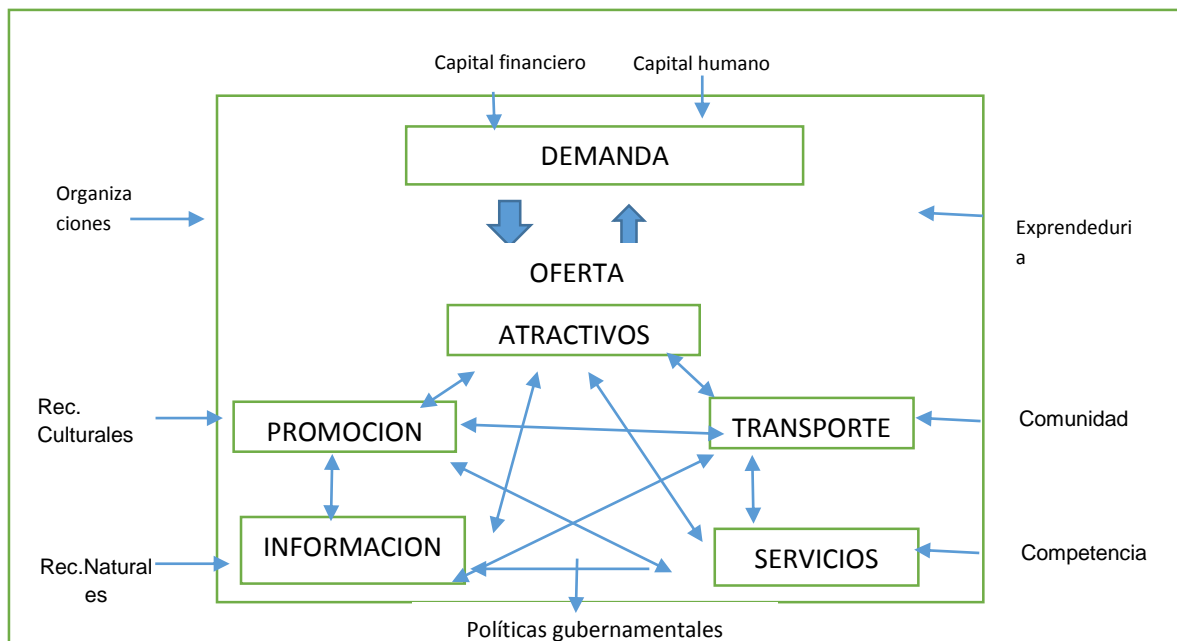 Capital financiero
Capital humano
DEMANDA
Organiza
ciones
Exprendeduri
a
OFERTA
ATRACTIVOS
Rec.
Culturales
PROMOCION
TRANSPORTE
Comunidad
INFORMACION
SERVICIOS
Competencia
Rec.Natural
es
Políticas gubernamentales